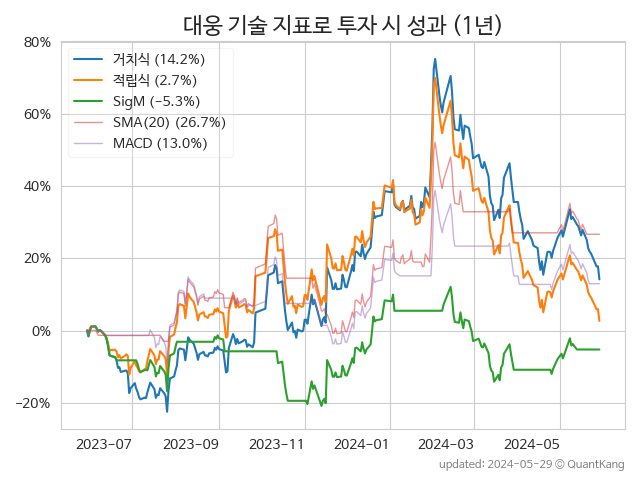 대웅 기술 지표로 투자 시 성과 (1년)
80%
60%
40%
20%
0%
−20%
거치식 (14.2%)
적립식 (2.7%)
SigM (−5.3%)
SMA(20) (26.7%)
MACD (13.0%)
2023-07
2023-09
2023-11
2024-01
2024-03
2024-05
updated: 2024-05-29 ⓒ QuantKang